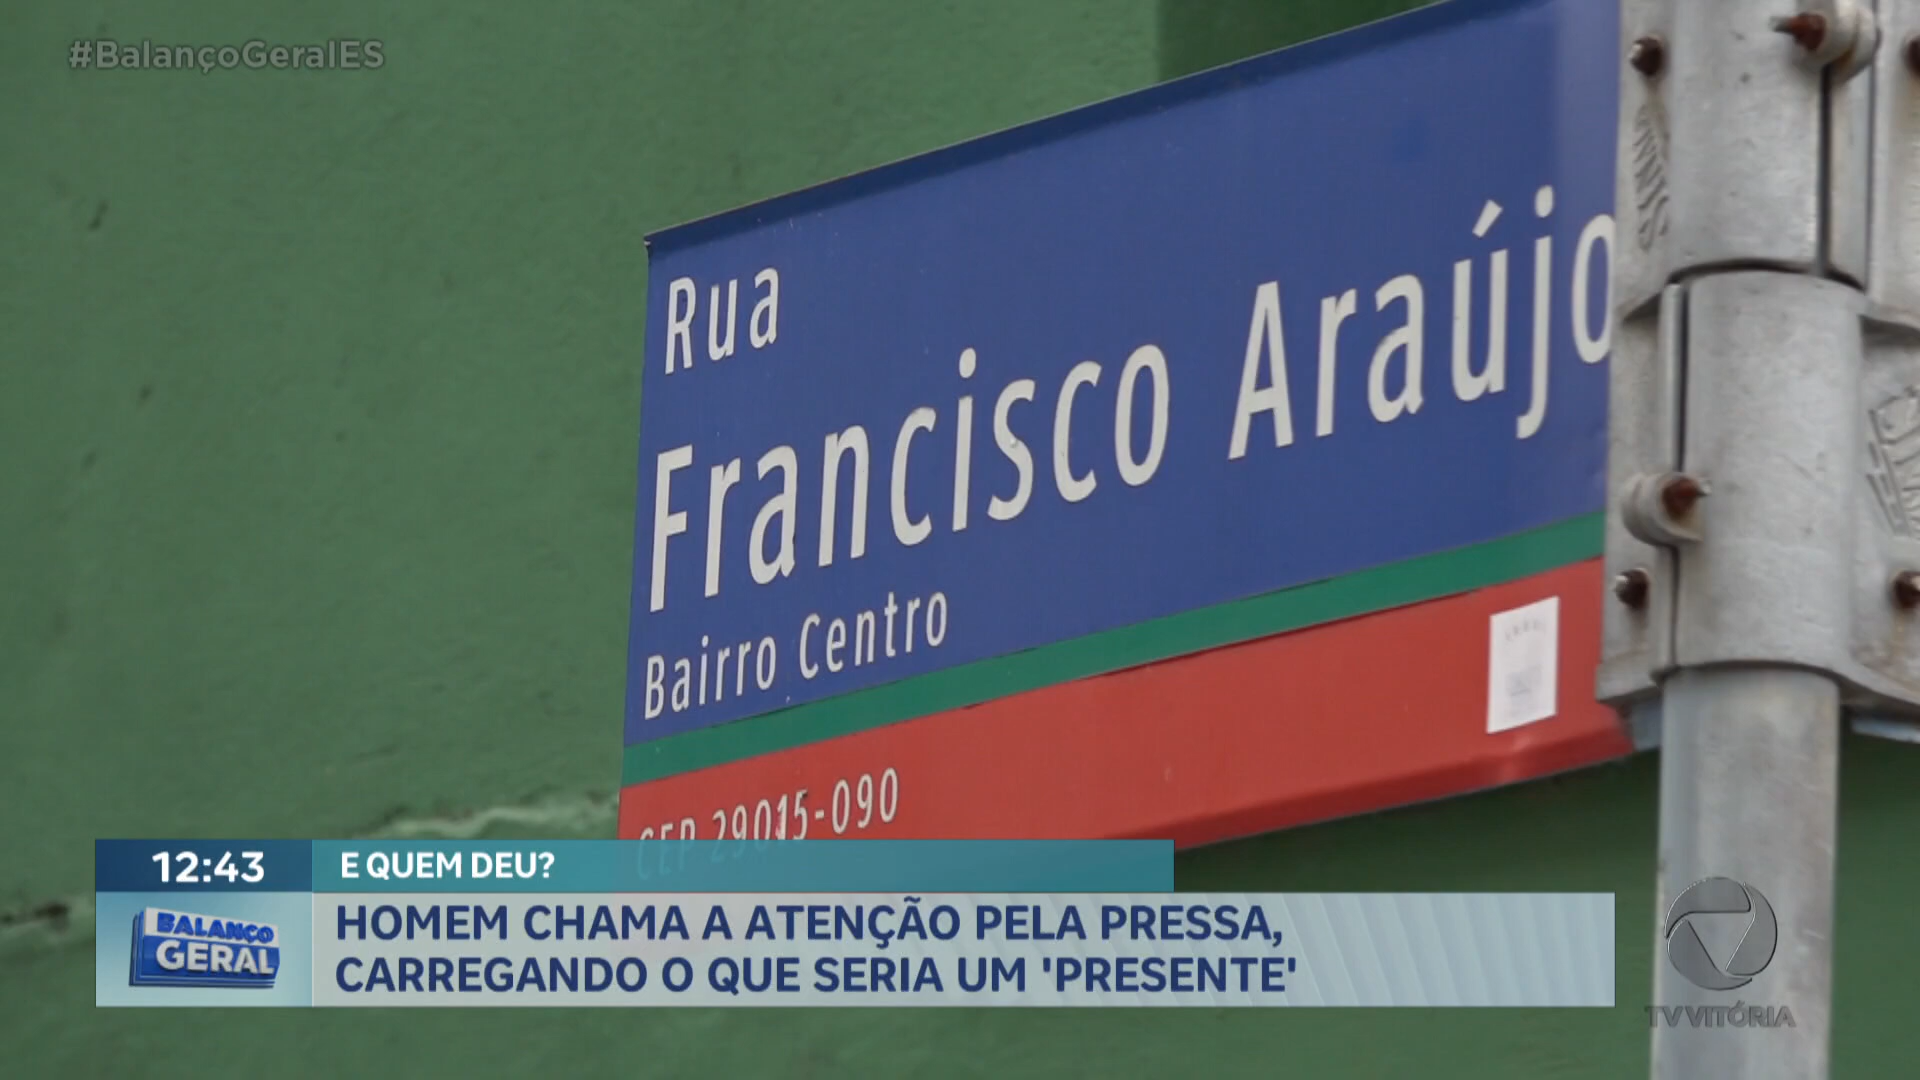 #BalançoGeralES
Rua
Francisco Araújo
Bairro Centro
CEP 29015-090
12:43
E QUEM DEU?
BALANÇO
GERAL
HOMEM CHAMA A ATENÇÃO PELA PRESSA,
CARREGANDO O QUE SERIA UM 'PRESENTE'
TV VITÓRIA